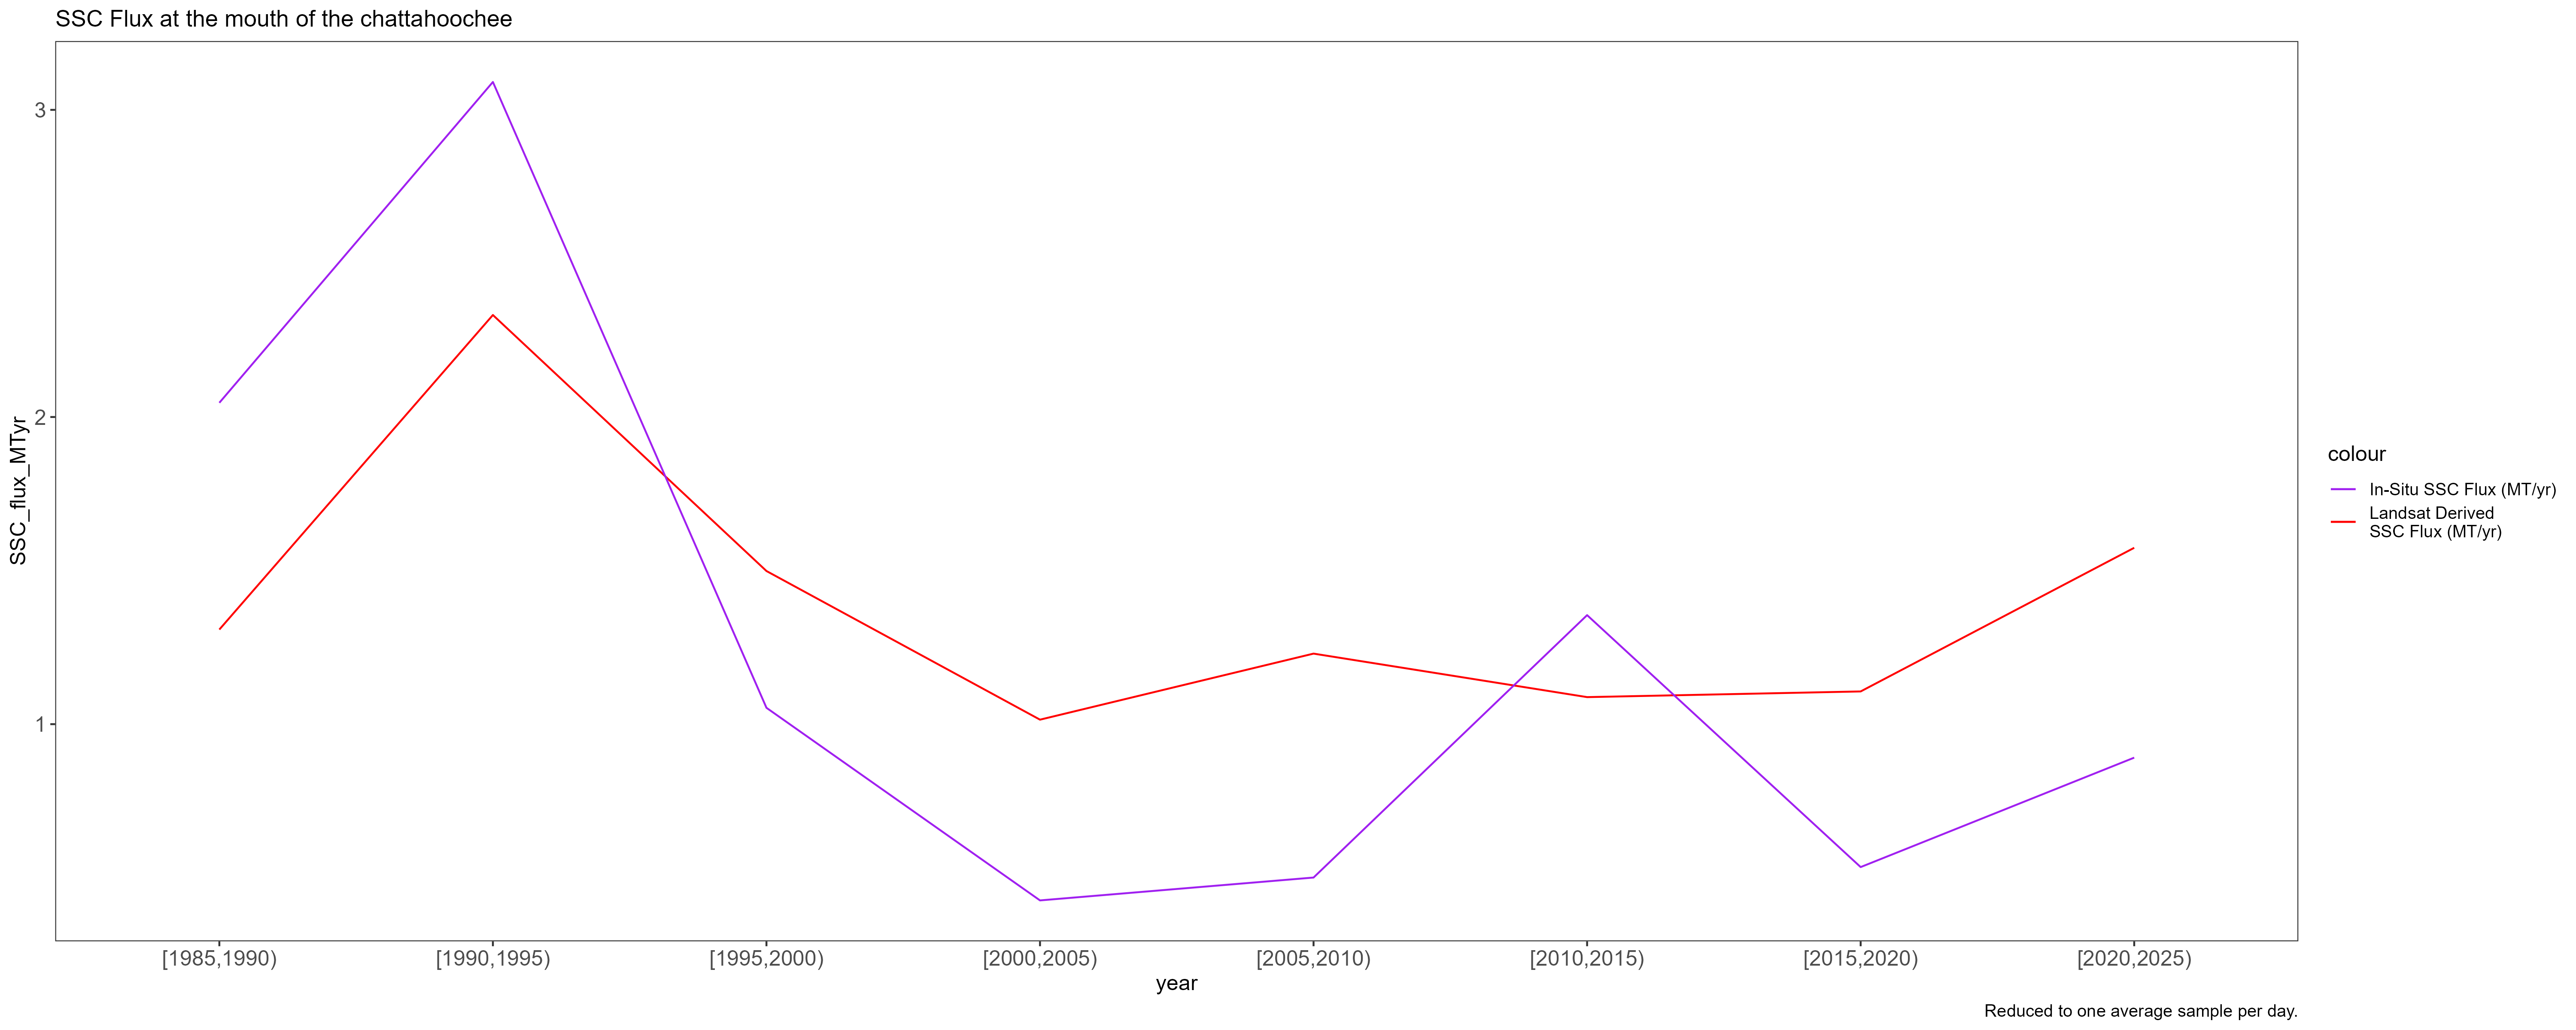 SSC Flux at the mouth of the chattahoochee
SSC_flux_MTyr
3
2
1
[1985,1990)
[1990,1995)
[1995,2000)
[2000,2005)
[2005,2010)
[2010,2015)
[2015,2020)
[2020,2025)
year
colour
In-Situ SSC Flux (MT/yr)
Landsat Derived
SSC Flux (MT/yr)
Reduced to one average sample per day.